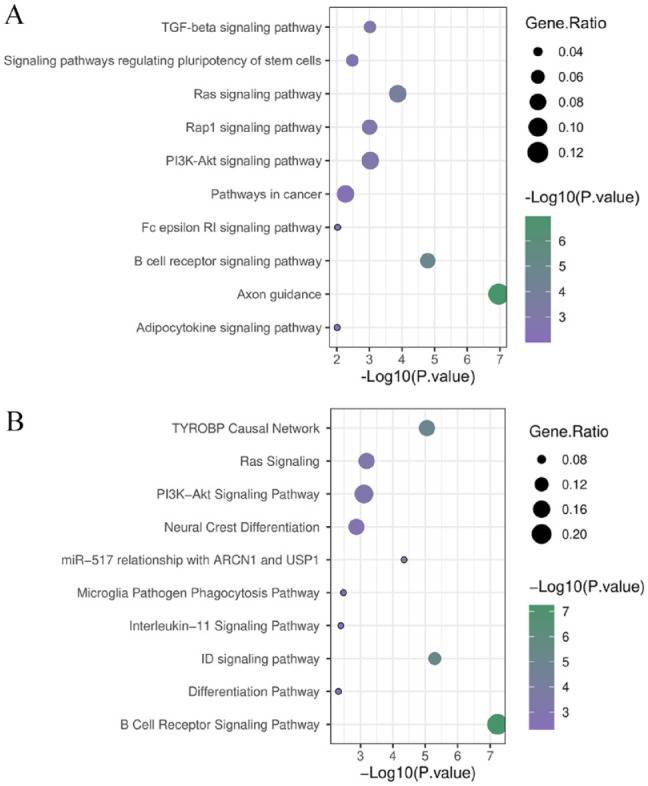 A
TGF-beta signaling pathway
Signaling pathways regulating pluripotency of stem cells
Ras signaling pathway
Rap1 signaling pathway
PI3K-Akt signaling pathway
Pathways in cancer
Fc epsilon RI signaling pathway
B cell receptor signaling pathway
Axon guidance
Adipocytokine signaling pathway
2 3 4 5 6 7
-Log10(P.value)
Gene.Ratio
0.04
0.06
0.08
0.10
0.12
-Log10(P.value)
6
5
4
3
B
TYROBP Causal Network
Ras Signaling
PI3K−Akt Signaling Pathway
Neural Crest Differentiation
miR−517 relationship with ARCN1 and USP1
Microglia Pathogen Phagocytosis Pathway
Interleukin−11 Signaling Pathway
ID signaling pathway
Differentiation Pathway
B Cell Receptor Signaling Pathway
3 4 5 6 7
−Log10(P.value)
Gene.Ratio
0.08
0.12
0.16
0.20
−Log10(P.value)
7
6
5
4
3